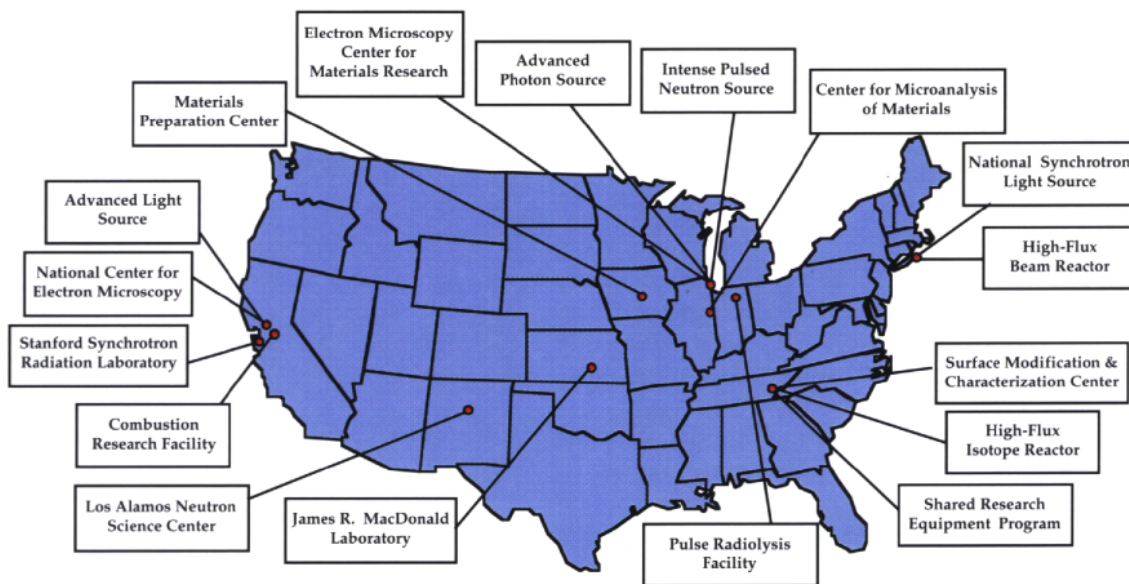 Electron Microscopy
Center for
Materials Research
Advanced
Photon Source
Intense Pulsed
Neutron Source
Center for Microanalysis
of Materials
Materials
Preparation Center
National Synchrotron
Light Source
Advanced Light
Source
High-Flux
Beam Reactor
National Center for
Electron Microscopy
Stanford Synchrotron
Radiation Laboratory
Surface Modification &
Characterization Center
Combustion
Research Facility
High-Flux
Isotope Reactor
Los Alamos Neutron
Science Center
James R. MacDonald
Laboratory
Shared Research
Equipment Program
Pulse Radiolysis
Facility